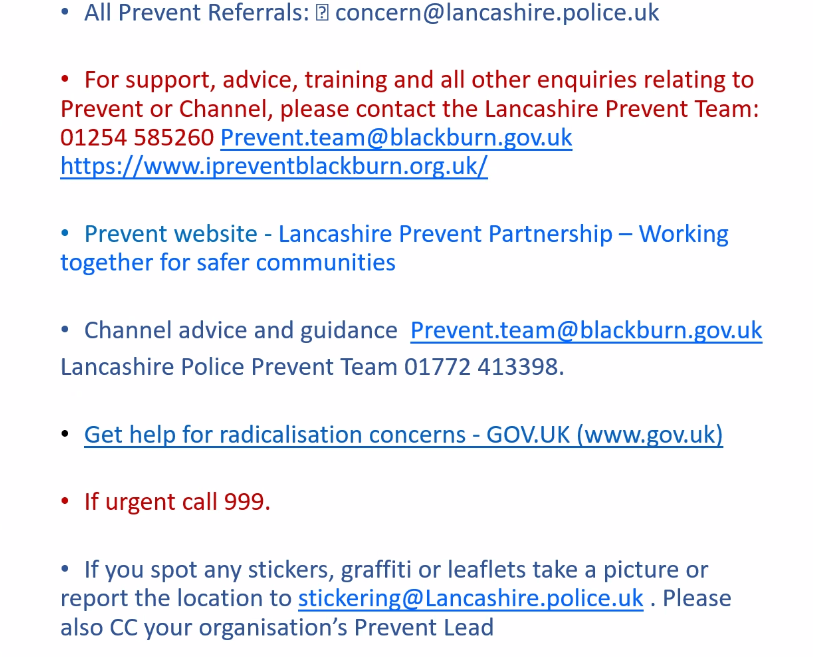 • All Prevent Referrals: ⍰ concern@lancashire.police.uk
• For support, advice, training and all other enquiries relating to
Prevent or Channel, please contact the Lancashire Prevent Team:
01254 585260 Prevent.team@blackburn.gov.uk
https://www.ipreventblackburn.org.uk/
• Prevent website - Lancashire Prevent Partnership – Working
together for safer communities
• Channel advice and guidance Prevent.team@blackburn.gov.uk
Lancashire Police Prevent Team 01772 413398.
• Get help for radicalisation concerns - GOV.UK (www.gov.uk)
• If urgent call 999.
• If you spot any stickers, graffiti or leaflets take a picture or
report the location to stickering@Lancashire.police.uk . Please
also CC your organisation’s Prevent Lead